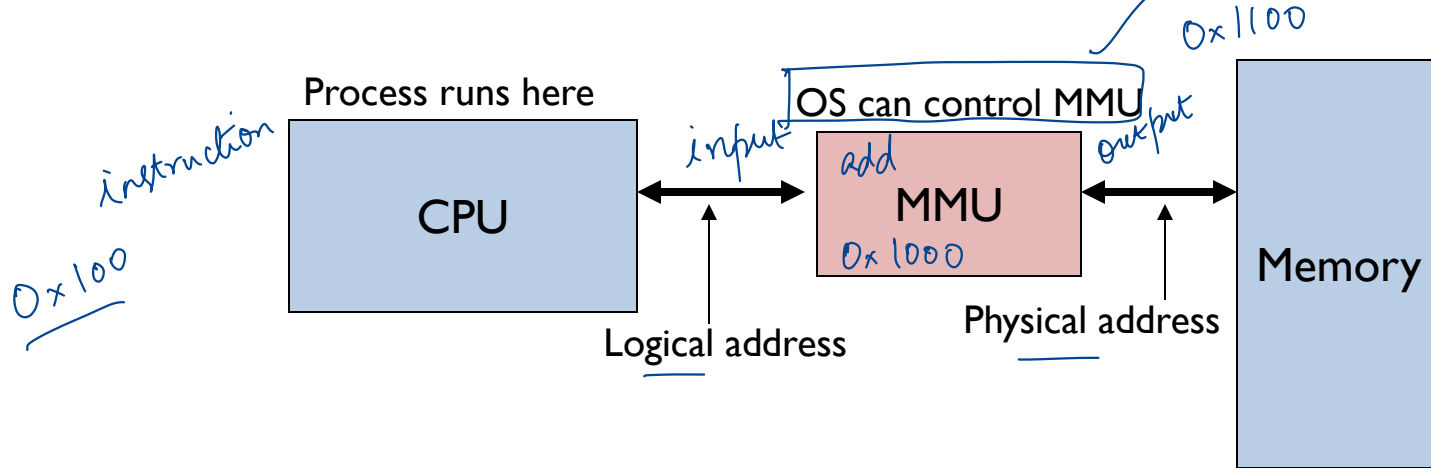 0x1100
Process runs here
OS can control MMU
instruction
input
output
add
CPU
MMU
0x1000
Memory
0x100
Physical address
Logical address